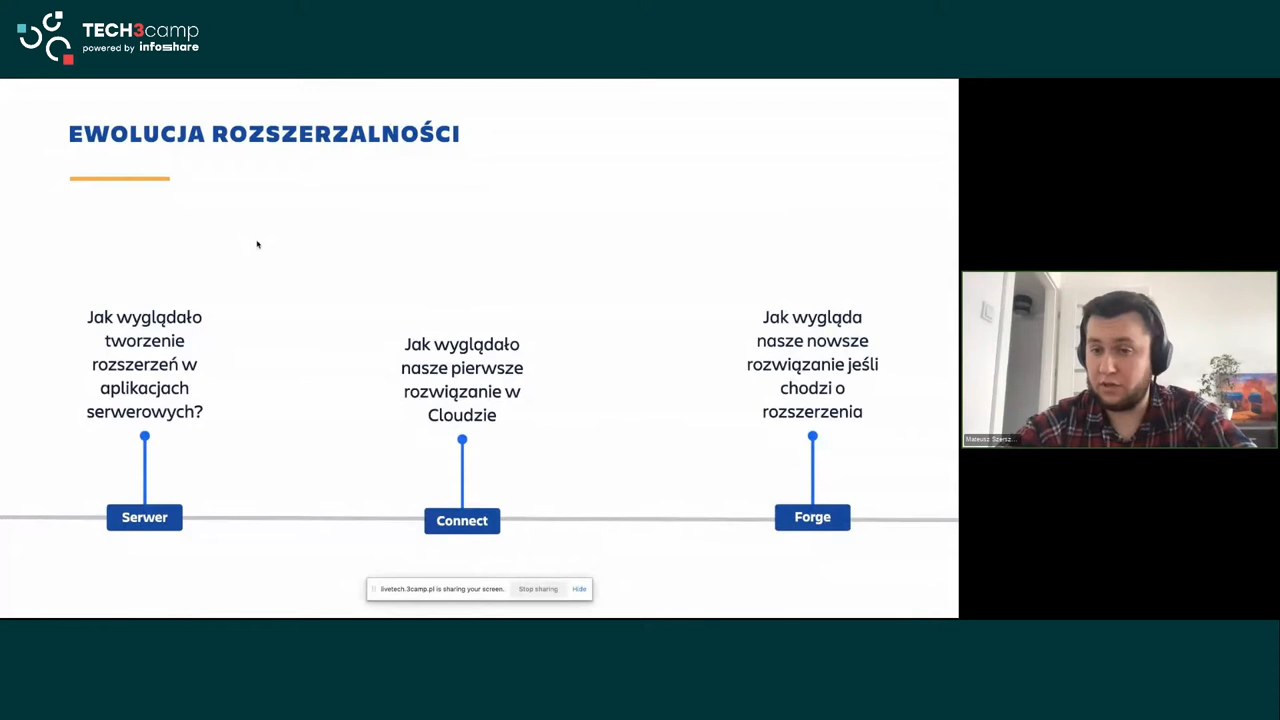 TECH3camp
powered by infoshare
EWOLUCJA ROZSZERZALNOŚCI
Jak wyglądało
tworzenie
rozszerzeń w
aplikacjach
serwerowych?
Serwer
Jak wyglądało
nasze pierwsze
rozwiązanie w
Cloudzie
Connect
Jak wygląda
nasze nowsze
rozwiązanie jeśli
chodzi o
rozszerzenia
Forge
livetech.3camp.pl is sharing your screen. Stop sharing Hide
Mateusz Szersz...